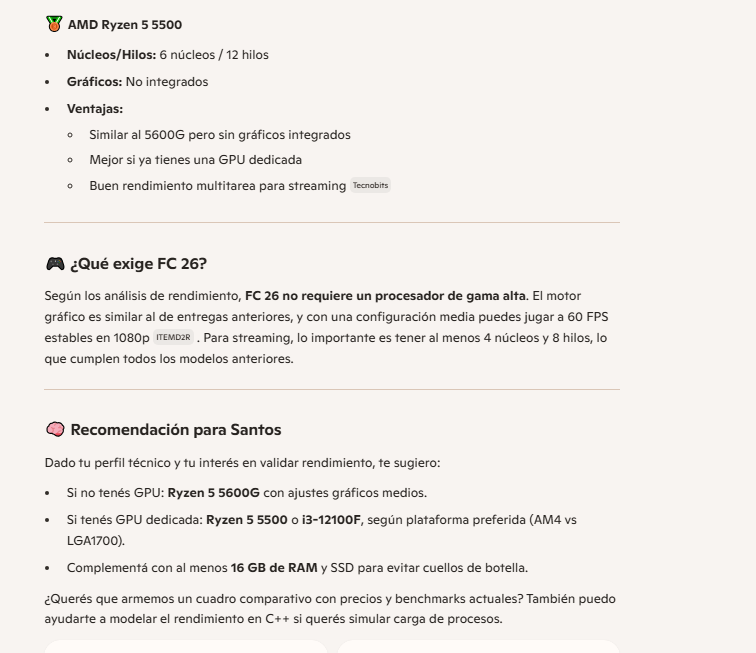 AMD Ryzen 5 5500
• Núcleos/Hilos: 6 núcleos / 12 hilos
• Gráficos: No integrados
• Ventajas:
○ Similar al 5600G pero sin gráficos integrados
○ Mejor si ya tienes una GPU dedicada
○ Buen rendimiento multitarea para streaming Tecnobits
🎮 ¿Qué exige FC 26?
Según los análisis de rendimiento, FC 26 no requiere un procesador de gama alta. El motor
gráfico es similar al de entregas anteriores, y con una configuración media puedes jugar a 60 FPS
estables en 1080p ITEMD2R . Para streaming, lo importante es tener al menos 4 núcleos y 8 hilos, lo
que cumplen todos los modelos anteriores.
🧠 Recomendación para Santos
Dado tu perfil técnico y tu interés en validar rendimiento, te sugiero:
• Si no tenés GPU: Ryzen 5 5600G con ajustes gráficos medios.
• Si tenés GPU dedicada: Ryzen 5 5500 o i3-12100F, según plataforma preferida (AM4 vs
LGA1700).
• Complementá con al menos 16 GB de RAM y SSD para evitar cuellos de botella.
¿Querés que armemos un cuadro comparativo con precios y benchmarks actuales? También puedo
ayudarte a modelar el rendimiento en C++ si querés simular carga de procesos.